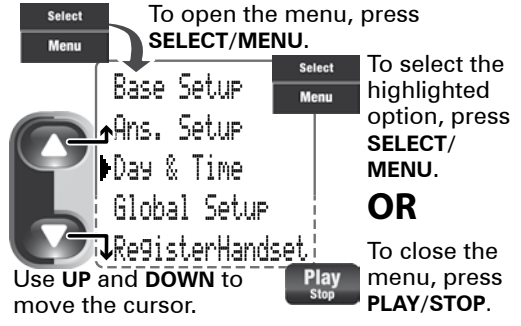 Select
Menu
To open the menu, press
SELECT/MENU.
Base Setup
Ans. Setup
Day & Time
Global Setup
RegisterHandset
Select
Menu
To select the
highlighted
option, press
SELECT/
MENU.
OR
To close the
menu, press
PLAY/STOP.
Play
Stop
Use UP and DOWN to
move the cursor.